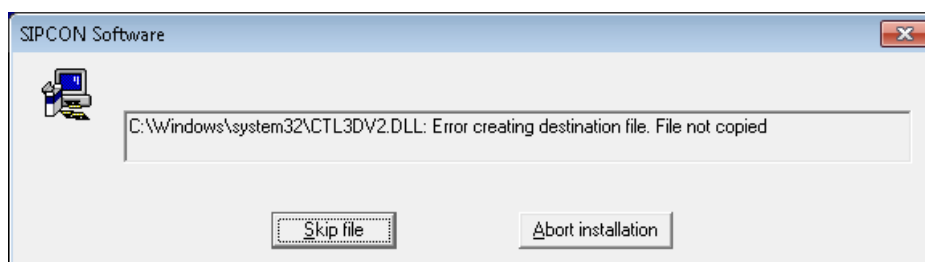 SIPCON Software
C:\Windows\system32\CTL3DV2.DLL: Error creating destination file. File not copied
Skip file
Abort installation